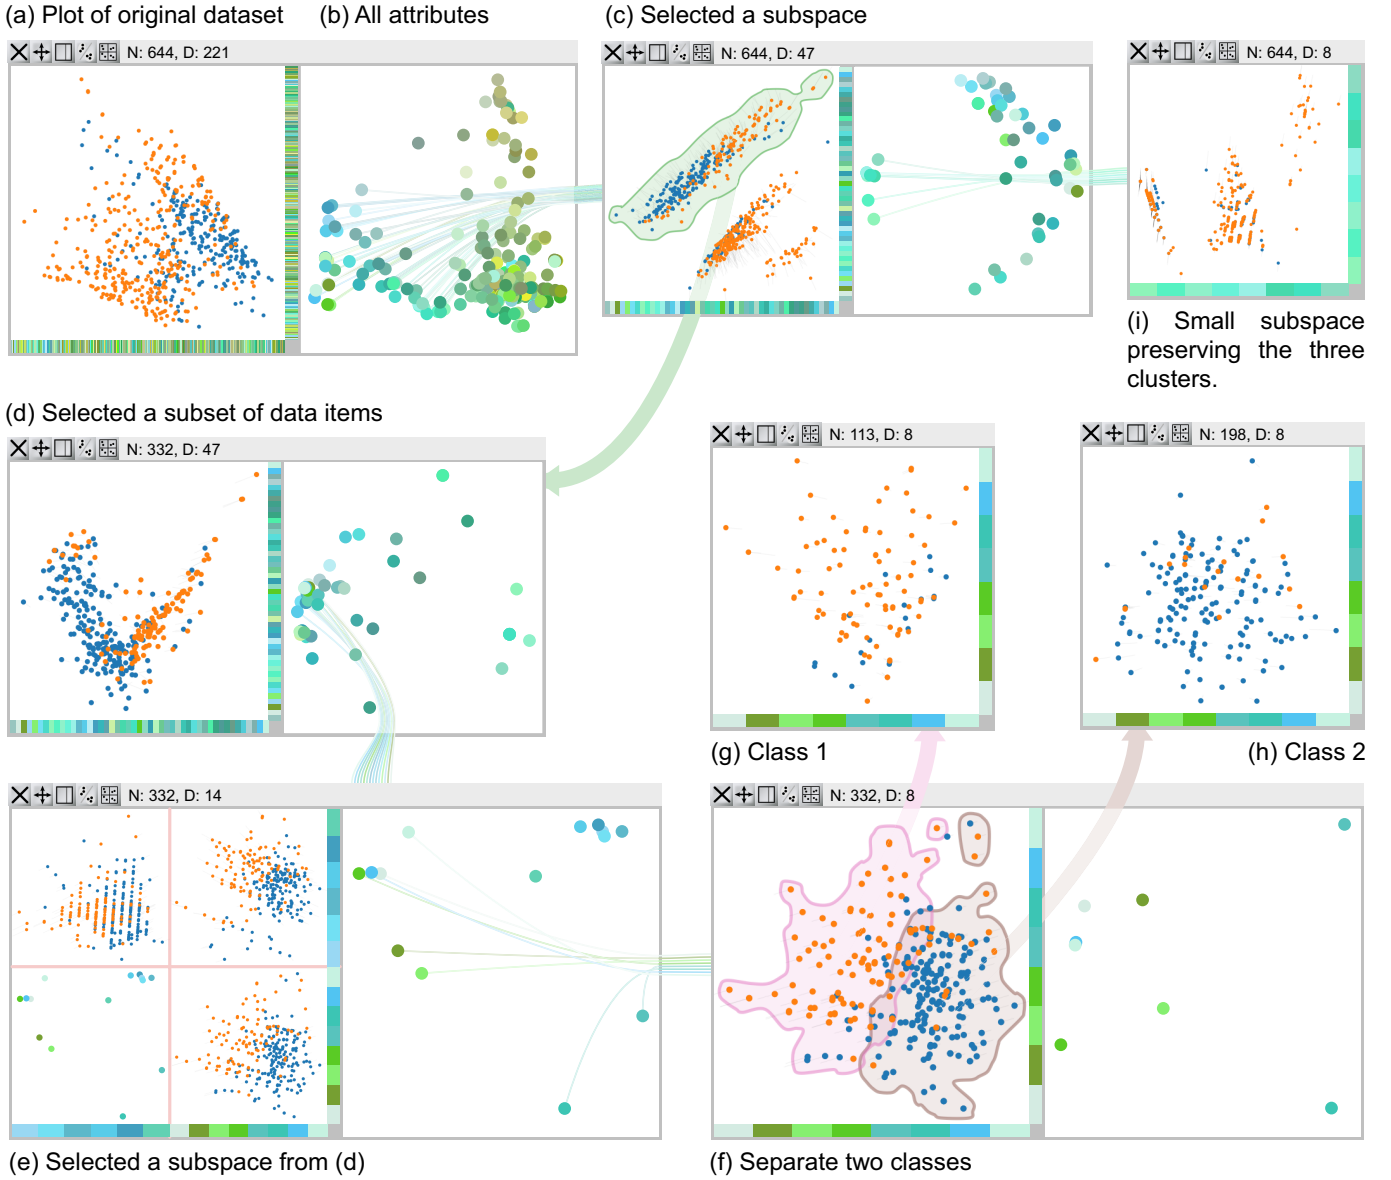 (a) Plot of original dataset
(b) All attributes
(c) Selected a subspace
N: 644, D: 221
N: 644, D: 47
N: 644, D: 8
(i) Small subspace
preserving the three
clusters.
(d) Selected a subset of data items
N: 332, D: 47
N: 113, D: 8
N: 198, D: 8
(g) Class 1
(h) Class 2
N: 332, D: 14
N: 332, D: 8
(e) Selected a subspace from (d)
(f) Separate two classes